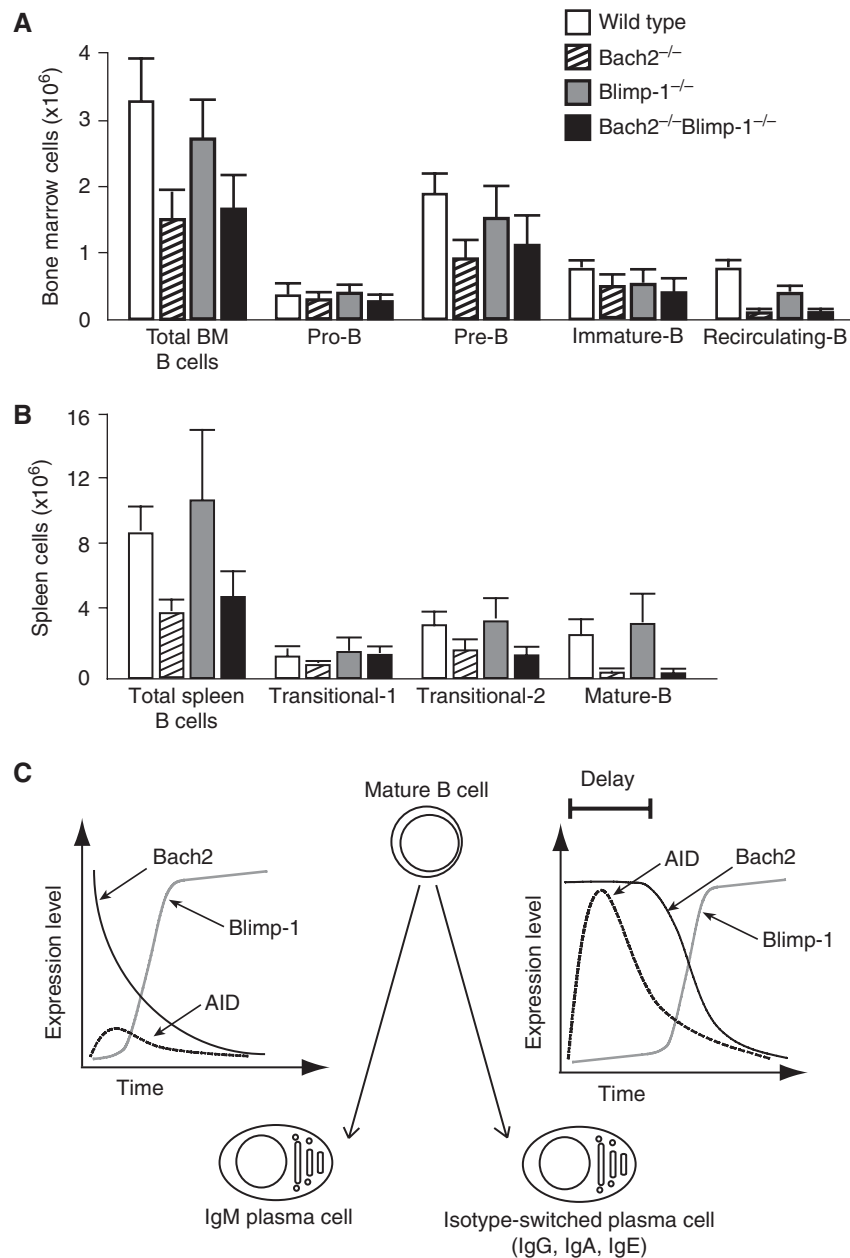 A
Wild type
Bach2–/–
Blimp-1–/–
Bach2–/–Blimp-1–/–
Bone marrow cells (x10⁶)
4
3
2
1
0
Total BM
B cells
Pro-B
Pre-B
Immature-B
Recirculating-B
B
Spleen cells (x10⁶)
16
12
8
4
0
Total spleen
B cells
Transitional-1
Transitional-2
Mature-B
C
Mature B cell
Expression level
Bach2
Blimp-1
AID
Time
Delay
Expression level
AID
Bach2
Blimp-1
Time
IgM plasma cell
Isotype-switched plasma cell
(IgG, IgA, IgE)